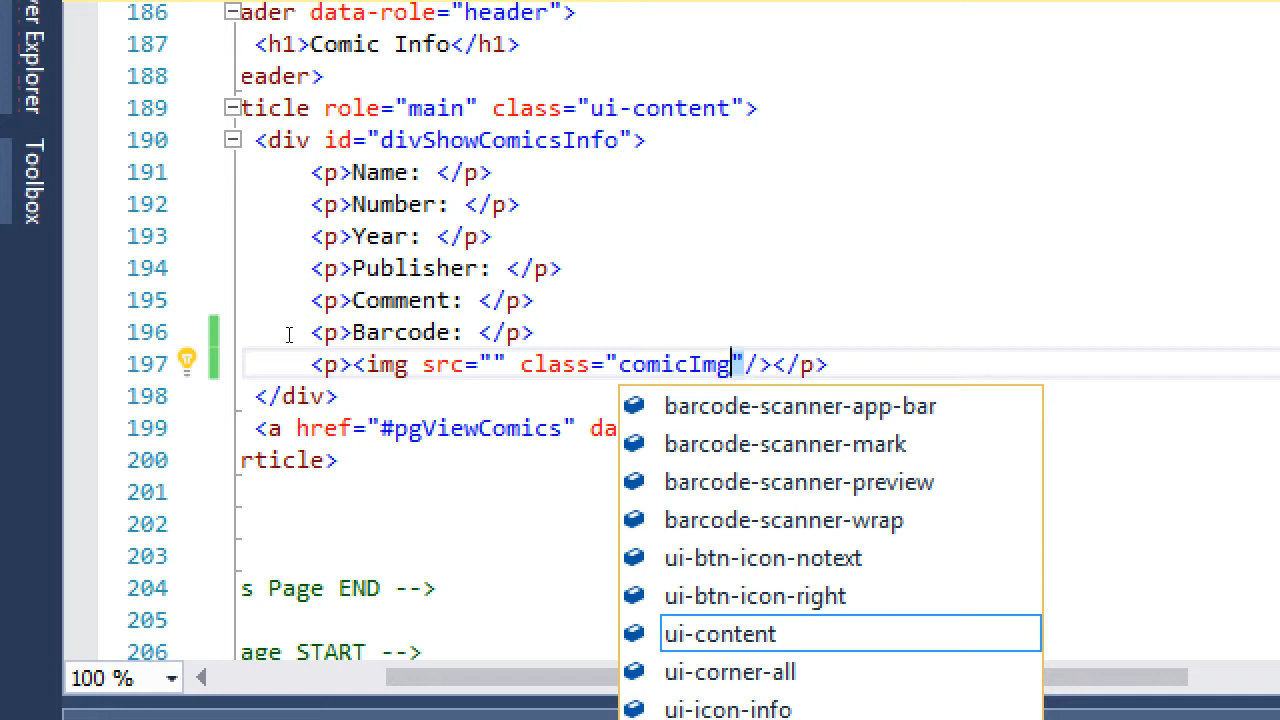 ver Explorer
Toolbox
186 ader data-role="header">
187 <h1>Comic Info</h1>
188 eader>
189 ticle role="main" class="ui-content">
190 <div id="divShowComicsInfo">
191 <p>Name: </p>
192 <p>Number: </p>
193 <p>Year: </p>
194 <p>Publisher: </p>
195 <p>Comment: </p>
196 <p>Barcode: </p>
197 <p><img src="" class="comicImg"/></p>
198 </div>
199 <a href="#pgViewComics" da
200 rticle>
201
202
203
204 s Page END -->
205
206 age START -->
barcode-scanner-app-bar
barcode-scanner-mark
barcode-scanner-preview
barcode-scanner-wrap
ui-btn-icon-notext
ui-btn-icon-right
ui-content
ui-corner-all
ui-icon-info
100 %